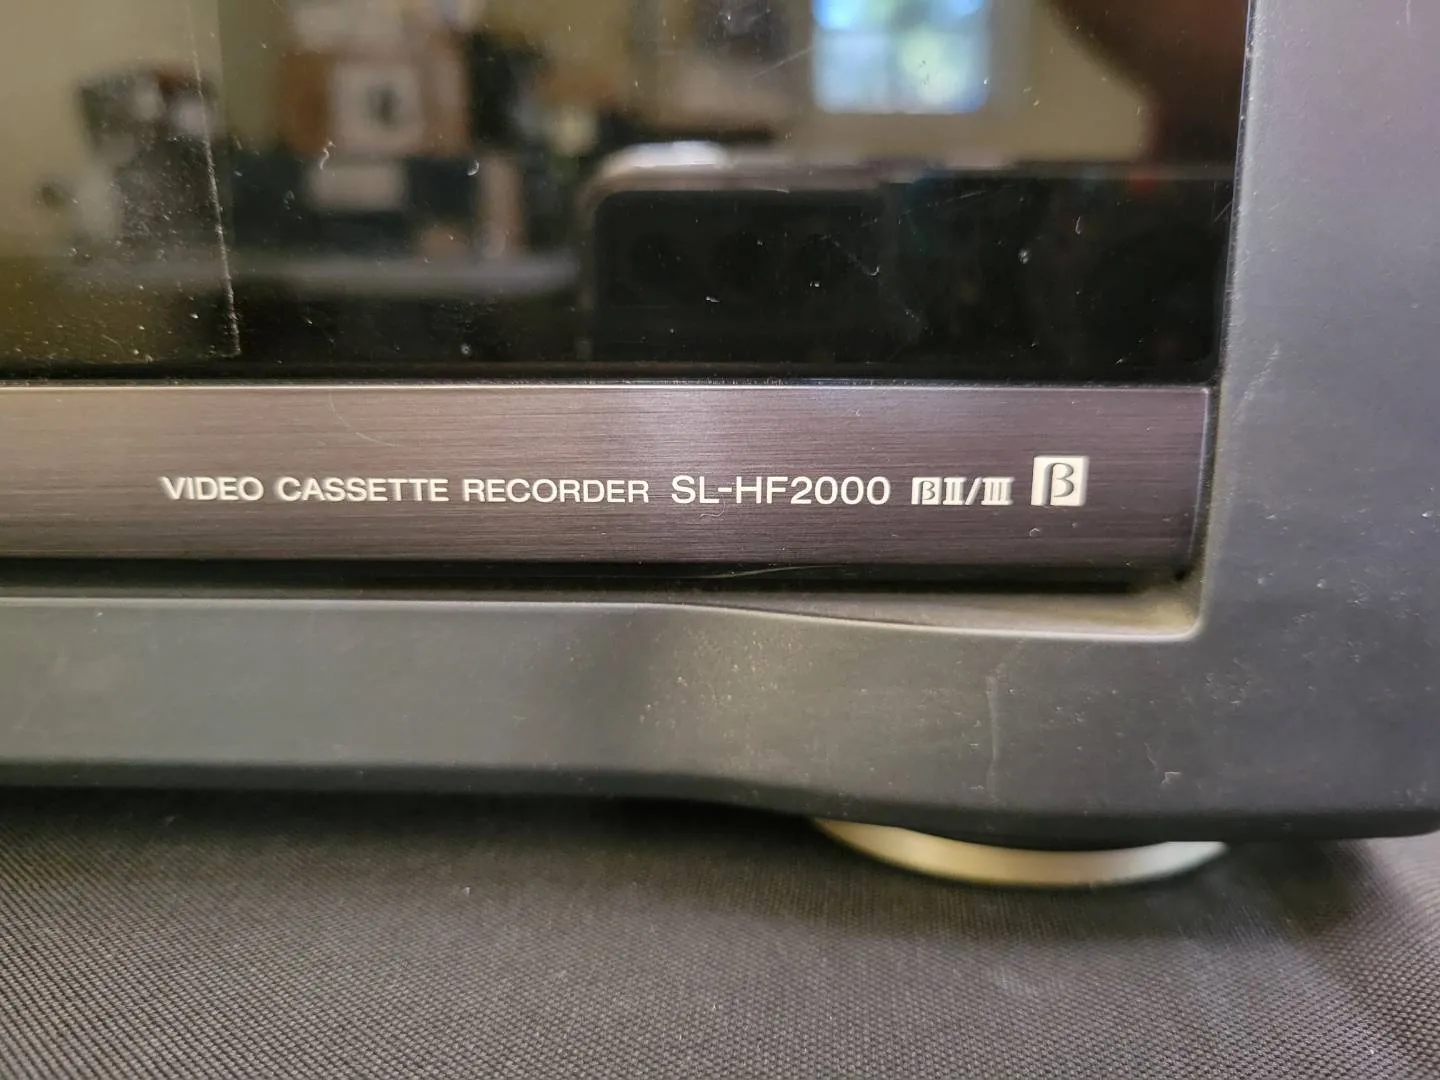 VIDEO CASSETTE RECORDER SL-HF2000 βII/III β